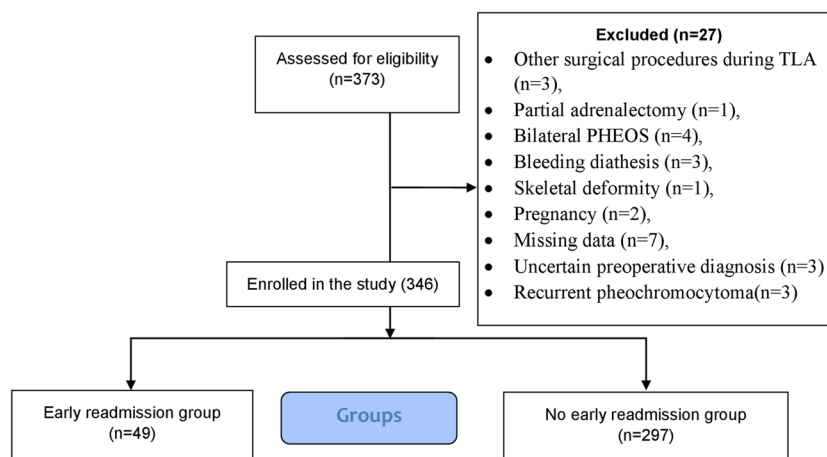 Assessed for eligibility
(n=373)
Excluded (n=27)
• Other surgical procedures during TLA
(n=3),
• Partial adrenalectomy (n=1),
• Bilateral PHEOS (n=4),
• Bleeding diathesis (n=3),
• Skeletal deformity (n=1),
• Pregnancy (n=2),
• Missing data (n=7),
• Uncertain preoperative diagnosis (n=3)
• Recurrent pheochromocytoma(n=3)
Enrolled in the study (346)
Early readmission group
(n=49)
Groups
No early readmission group
(n=297)